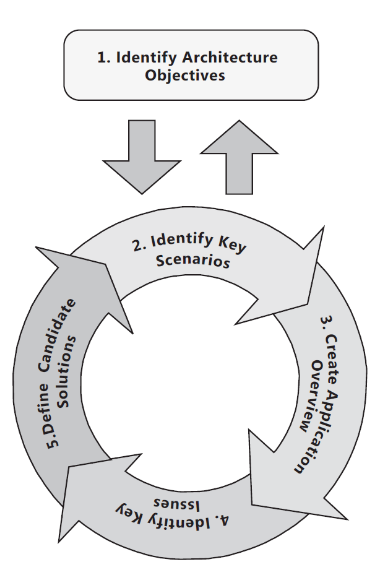 1. Identify Architecture
Objectives
2. Identify Key
Scenarios
3. Create Application
Overview
4. Identify Key
Issues
5.Define Candidate
Solutions